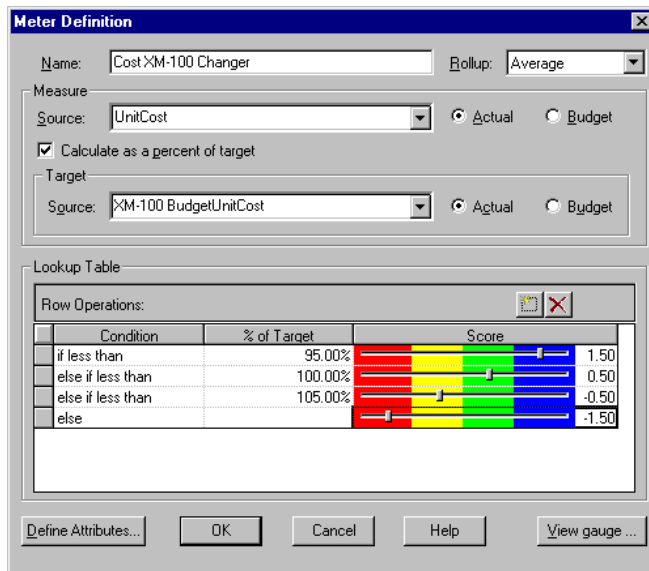 Meter Definition
Name: Cost XM-100 Changer Rollup: Average
Measure
Source: UnitCost Actual Budget
Calculate as a percent of target
Target
Source: XM-100 BudgetUnitCost Actual Budget
Lookup Table
Row Operations:
Condition % of Target Score
if less than 95.00% 1.50
else if less than 100.00% 0.50
else if less than 105.00% -0.50
else -1.50
Define Attributes... OK Cancel Help View gauge ...